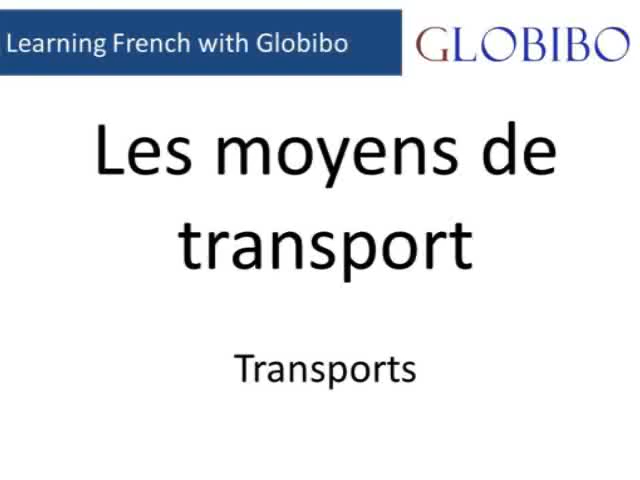 Learning French with Globibo
GLOBIBO
Les moyens de
transport
Transports